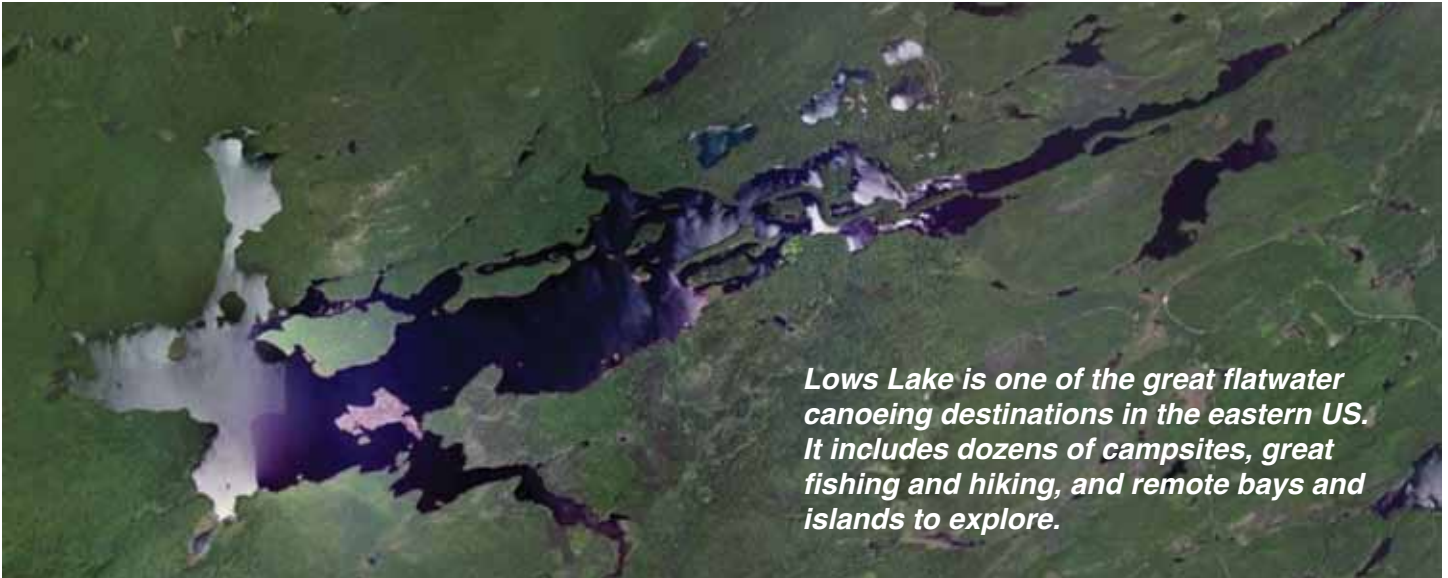 Lows Lake is one of the great flatwater
canoeing destinations in the eastern US.
It includes dozens of campsites, great
fishing and hiking, and remote bays and
islands to explore.